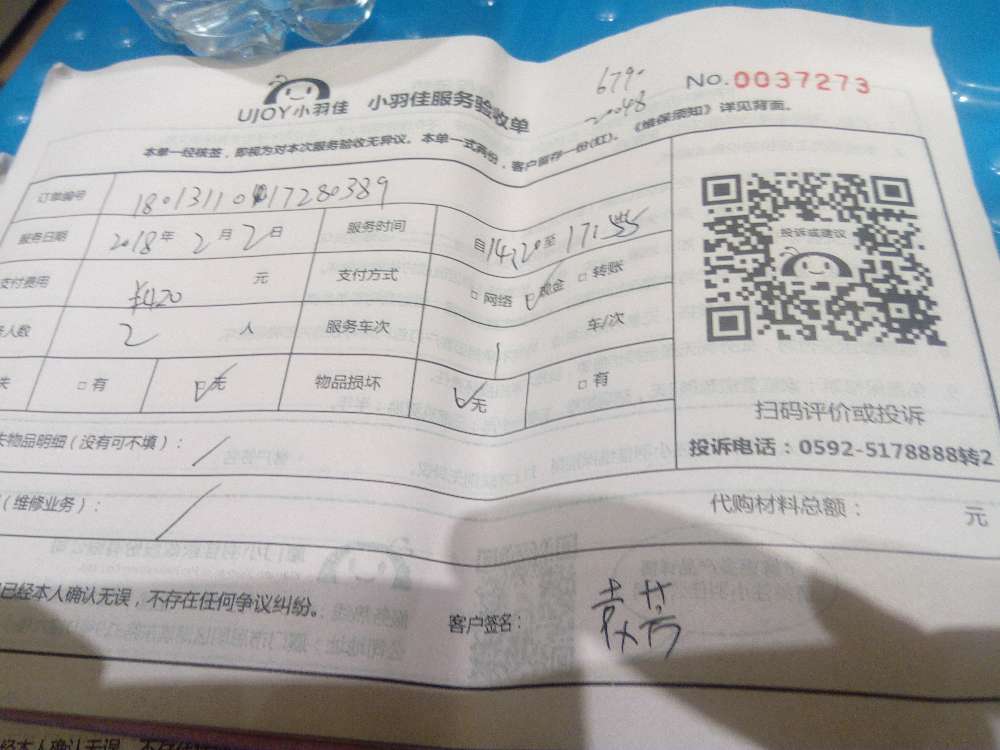 679.
20048
NO.0037273
UJOY小羽佳 小羽佳服务验收单
本单一经核签，即视为对本次服务验收无异议。本单一式两份，客户留存一份(红)。《维保须知》详见背面。
订单编号
服务日期 2018年2月2日 服务时间 自14:20至17:55
支付费用 ¥420 元 支付方式 □网络 ☑现金 □转账
人数 2 人 服务车次 1 车/次
失 □有 ☑无 物品损坏 ☑无 □有
投诉或建议
扫码评价或投诉
投诉电话：0592-5178888转2
失物品明细（没有可不填）： /
（维修业务）： /
代购材料总额： 元
已经本人确认无误，不存在任何争议纠纷。
客户签名： 袁芳